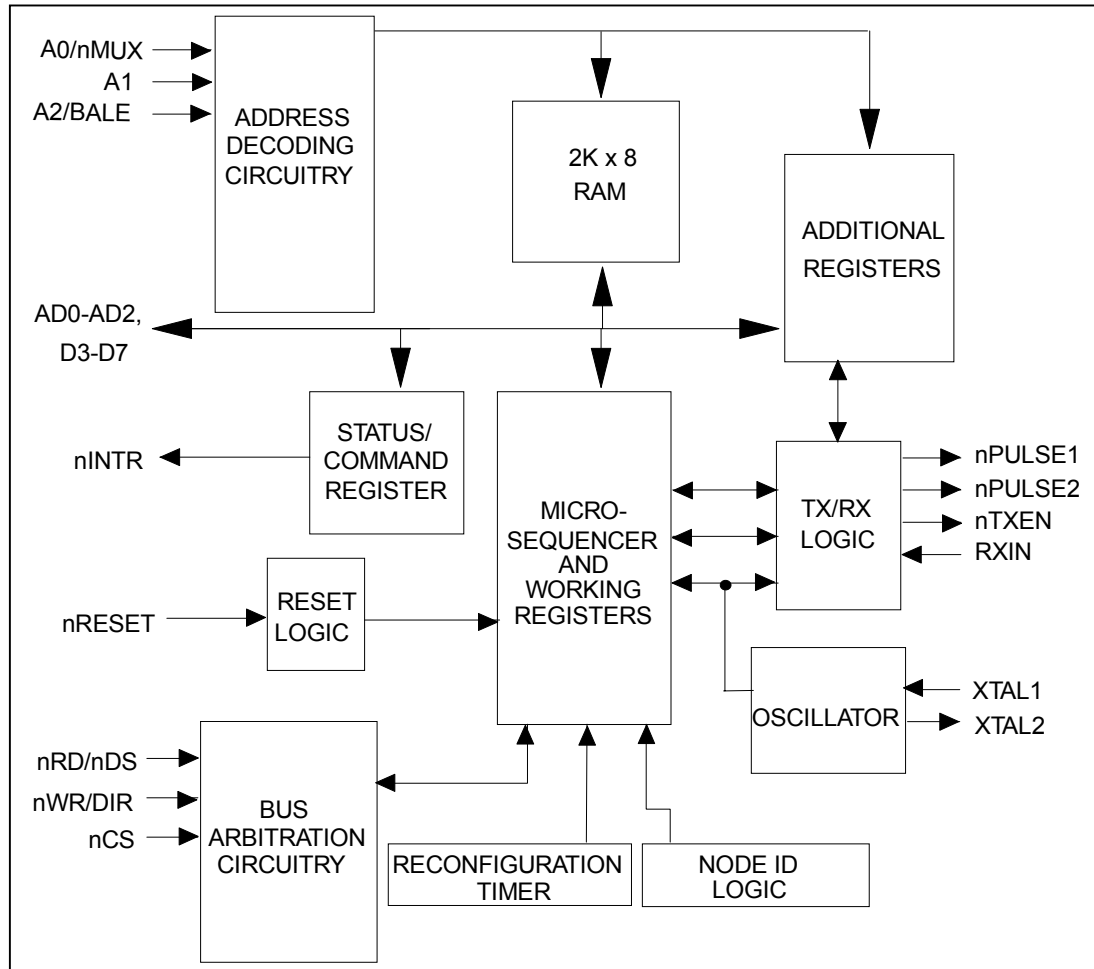 A0/nMUX
A1
A2/BALE
ADDRESS
DECODING
CIRCUITRY
2K x 8
RAM
ADDITIONAL
REGISTERS
AD0-AD2,
D3-D7
nINTR
STATUS/
COMMAND
REGISTER
MICRO-
SEQUENCER
AND
WORKING
REGISTERS
TX/RX
LOGIC
nPULSE1
nPULSE2
nTXEN
RXIN
nRESET
RESET
LOGIC
OSCILLATOR
XTAL1
XTAL2
nRD/nDS
nWR/DIR
nCS
BUS
ARBITRATION
CIRCUITRY
RECONFIGURATION
TIMER
NODE ID
LOGIC